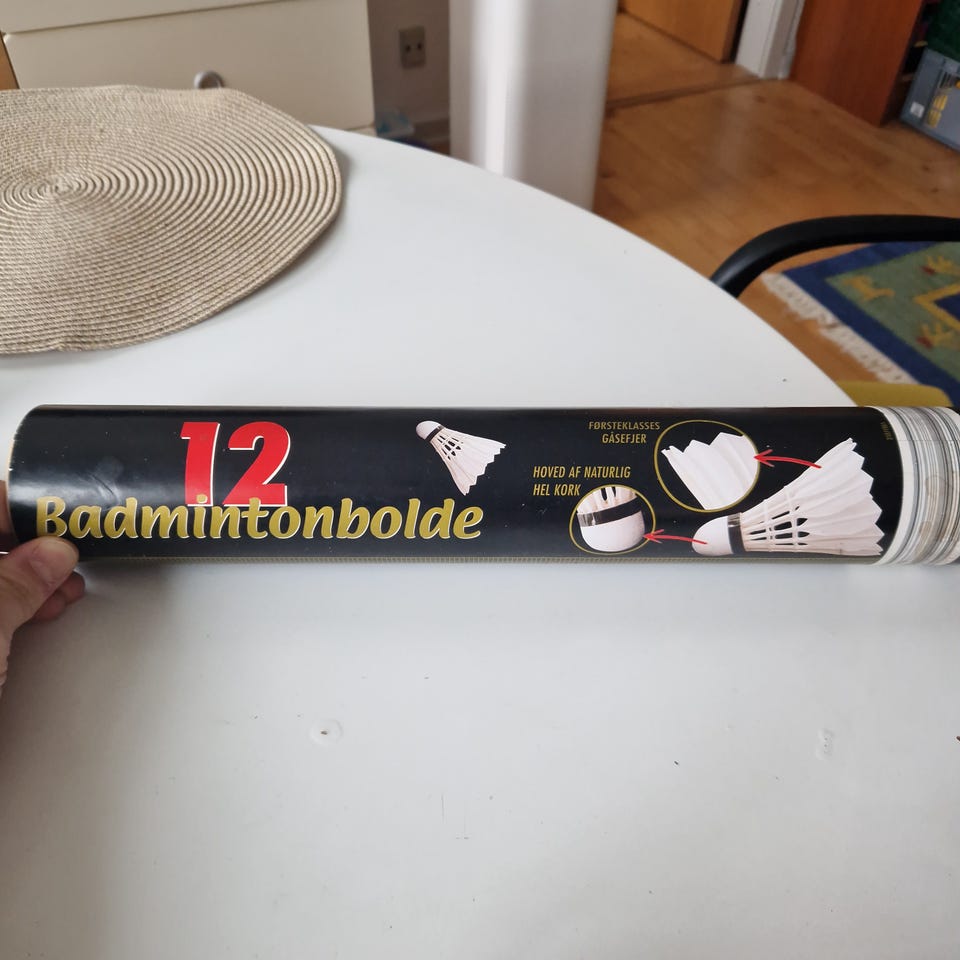 12
Badmintonbolde
FØRSTEKLASSES
GÅSEFJER
HOVED AF NATURLIG
HEL KORK